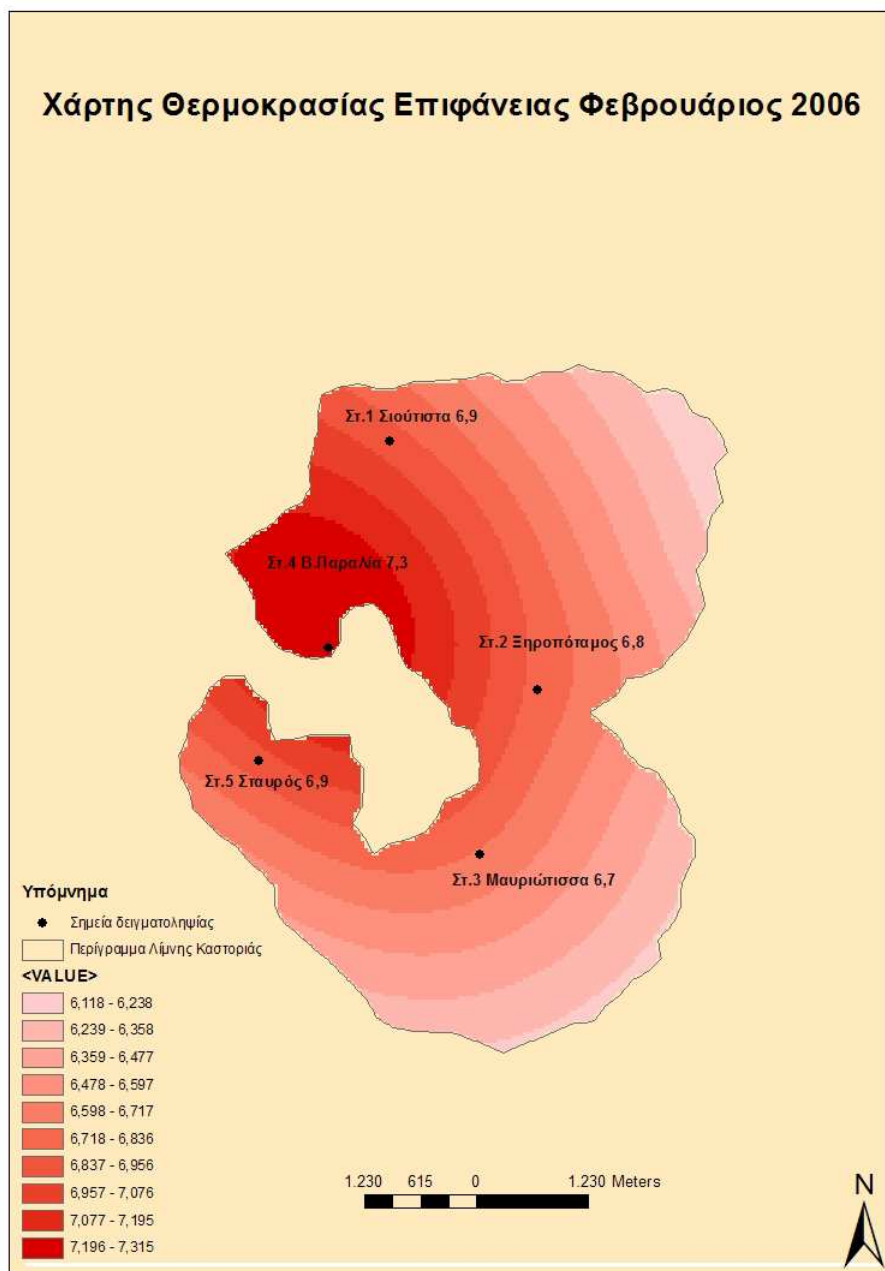 Χάρτης Θερμοκρασίας Επιφάνειας Φεβρουάριος 2006
Στ.1 Σιούτιστα 6,9
Στ.4 Β.Παραλία 7,3
Στ.2 Ξηροπόταμος 6,8
Στ.5 Σταυρός 6,9
Στ.3 Μαυριώτισσα 6,7
Υπόμνημα
Σημεία δειγματοληψίας
Περίγραμμα Λίμνης Καστοριάς
<VALUE>
6,118 - 6,238
6,239 - 6,358
6,359 - 6,477
6,478 - 6,597
6,598 - 6,717
6,718 - 6,836
6,837 - 6,956
6,957 - 7,076
7,077 - 7,195
7,196 - 7,315
1.230 615 0 1.230 Meters
N